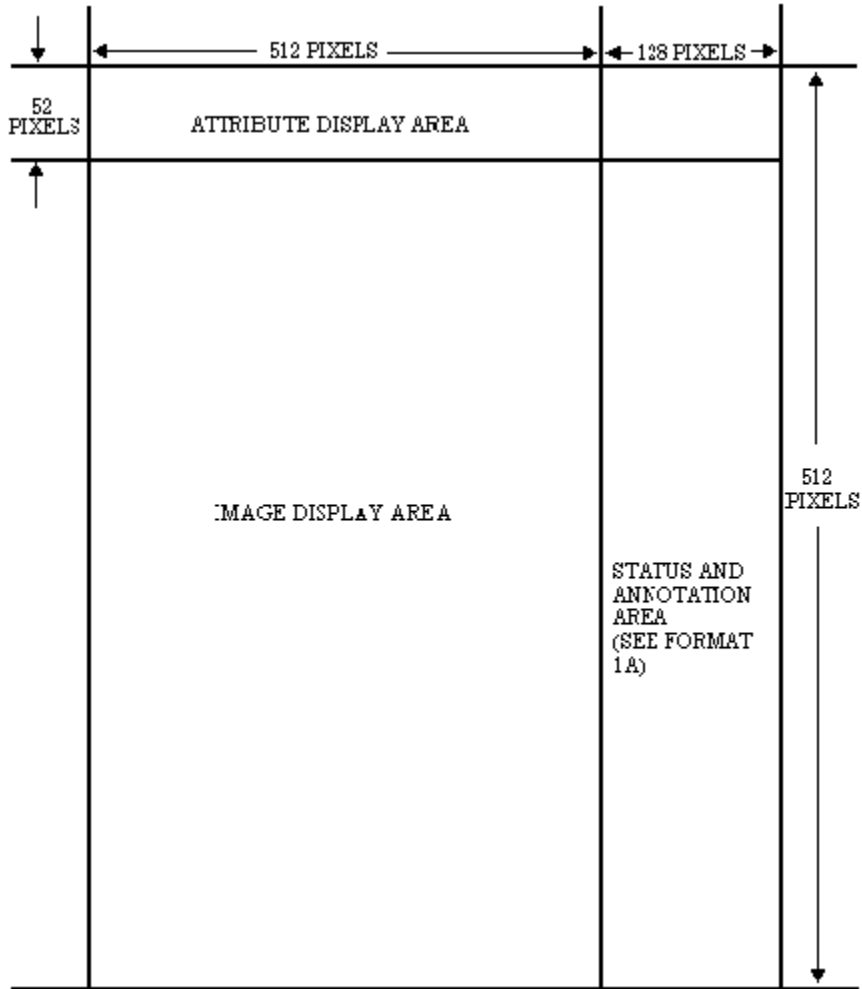 512 PIXELS
128 PIXELS
52
PIXELS
ATTRIBUTE DISPLAY AREA
512
PIXELS
IMAGE DISPLAY AREA
STATUS AND
ANNOTATION
AREA
(SEE FORMAT
1A)